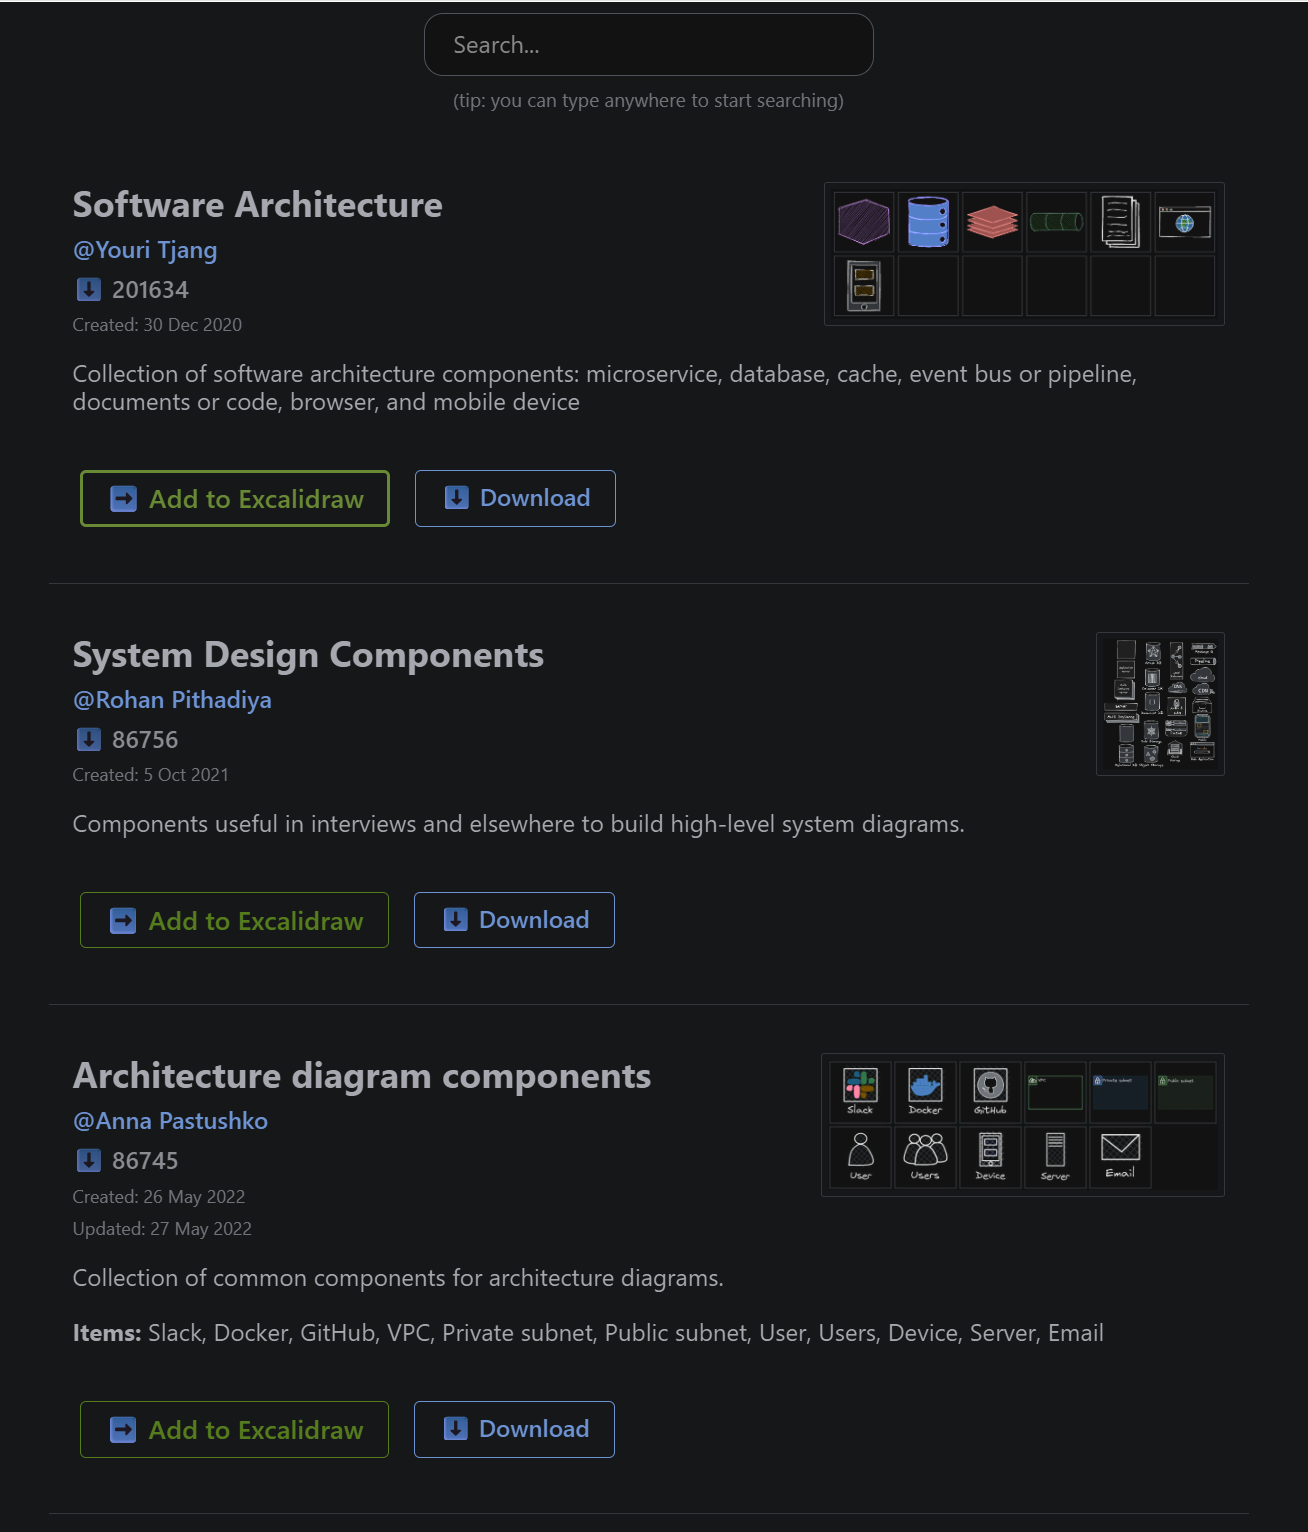 Search...
(tip: you can type anywhere to start searching)
Software Architecture
@Youri Tjang
201634
Created: 30 Dec 2020
Collection of software architecture components: microservice, database, cache, event bus or pipeline,
documents or code, browser, and mobile device
Add to Excalidraw
Download
System Design Components
@Rohan Pithadiya
86756
Created: 5 Oct 2021
Components useful in interviews and elsewhere to build high-level system diagrams.
Add to Excalidraw
Download
Architecture diagram components
@Anna Pastushko
86745
Created: 26 May 2022
Updated: 27 May 2022
Slack Docker GitHub VPC Private subnet Public subnet
User Users Device Server Email
Collection of common components for architecture diagrams.
Items: Slack, Docker, GitHub, VPC, Private subnet, Public subnet, User, Users, Device, Server, Email
Add to Excalidraw
Download